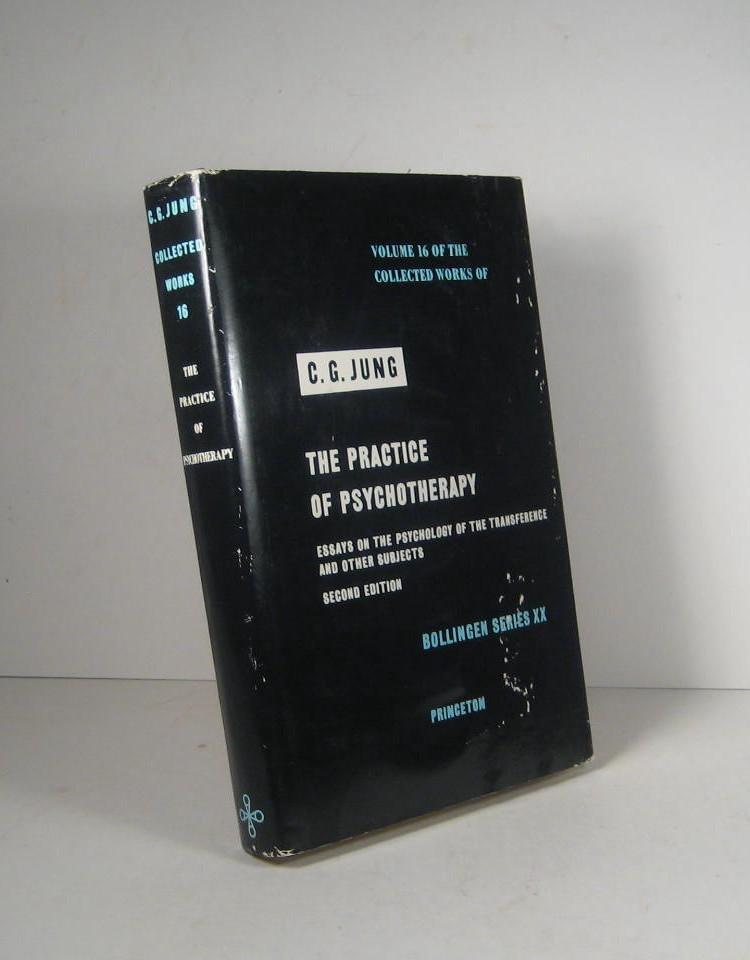 C.G.JUNG
COLLECTED
WORKS
16
THE
PRACTICE
OF
PSYCHOTHERAPY
VOLUME 16 OF THE
COLLECTED WORKS OF
C. G. JUNG
THE PRACTICE
OF PSYCHOTHERAPY
ESSAYS ON THE PSYCHOLOGY OF THE TRANSFERENCE
AND OTHER SUBJECTS
SECOND EDITION
BOLLINGEN SERIES XX
PRINCETON